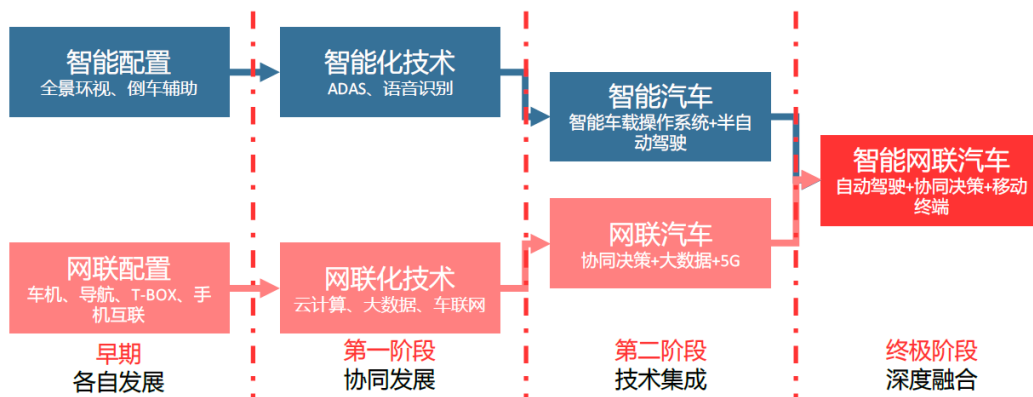 智能配置
全景环视、倒车辅助
智能化技术
ADAS、语音识别
智能汽车
智能车载操作系统+半自
动驾驶
智能网联汽车
自动驾驶+协同决策+移动
终端
网联配置
车机、导航、T-BOX、手
机互联
网联化技术
云计算、大数据、车联网
网联汽车
协同决策+大数据+5G
早期
各自发展
第一阶段
协同发展
第二阶段
技术集成
终极阶段
深度融合